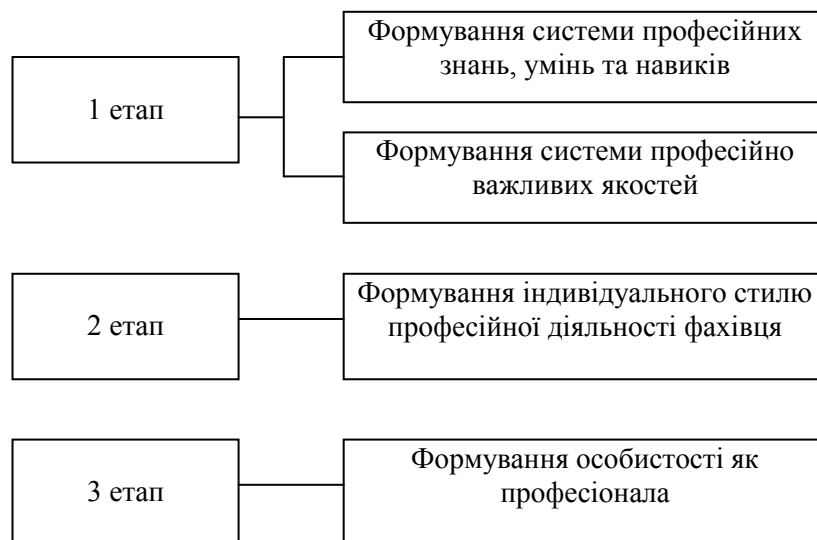 1 етап
Формування системи професійних
знань, умінь та навиків
Формування системи професійно
важливих якостей
2 етап
Формування індивідуального стилю
професійної діяльності фахівця
3 етап
Формування особистості як
професіонала